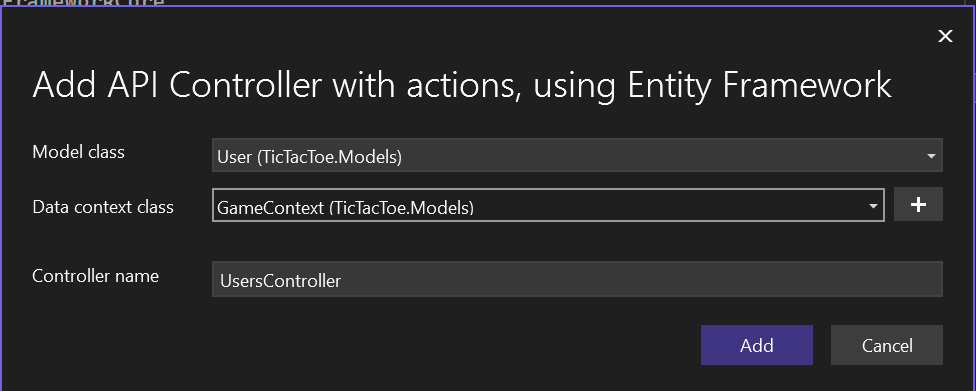 FrameworkCore
Add API Controller with actions, using Entity Framework
Model class
User (TicTacToe.Models)
Data context class
GameContext (TicTacToe.Models)
Controller name
UsersController
Add
Cancel